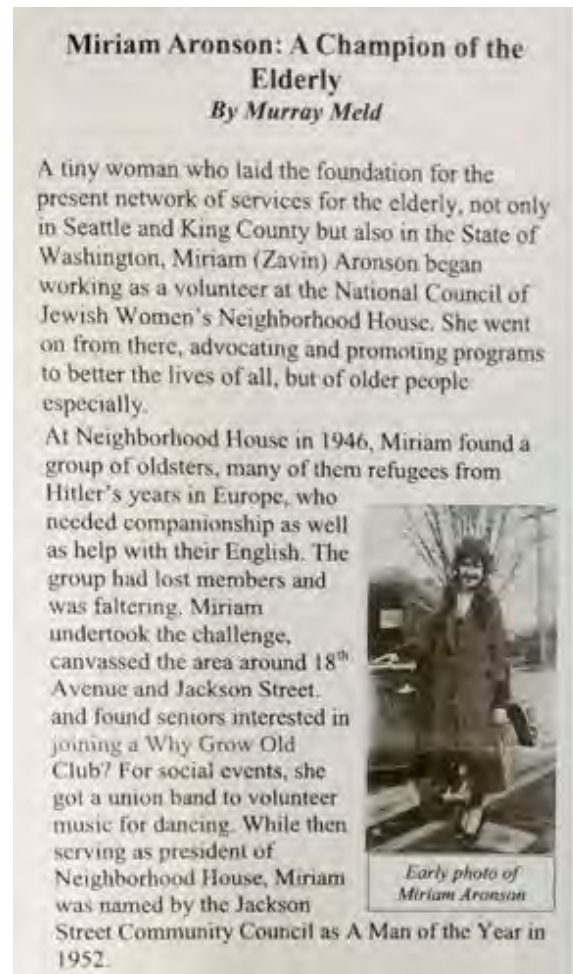 Miriam Aronson: A Champion of the
Elderly
By Murray Meld
A tiny woman who laid the foundation for the
present network of services for the elderly, not only
in Seattle and King County but also in the State of
Washington, Miriam (Zavin) Aronson began
working as a volunteer at the National Council of
Jewish Women's Neighborhood House. She went
on from there, advocating and promoting programs
to better the lives of all, but of older people
especially.
At Neighborhood House in 1946, Miriam found a
group of oldsters, many of them refugees from
Hitler's years in Europe, who
needed companionship as well
as help with their English. The
group had lost members and
was faltering. Miriam
undertook the challenge,
canvassed the area around 18th
Avenue and Jackson Street,
and found seniors interested in
joining a Why Grow Old
Club? For social events, she
got a union band to volunteer
music for dancing. While then
serving as president of
Neighborhood House, Miriam
was named by the Jackson
Street Community Council as A Man of the Year in
1952.
Early photo of
Miriam Aronson